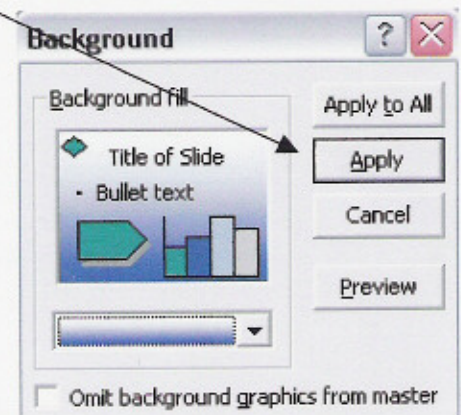 Background
Background fill
Title of Slide
• Bullet text
Apply to All
Apply
Cancel
Preview
Omit background graphics from master